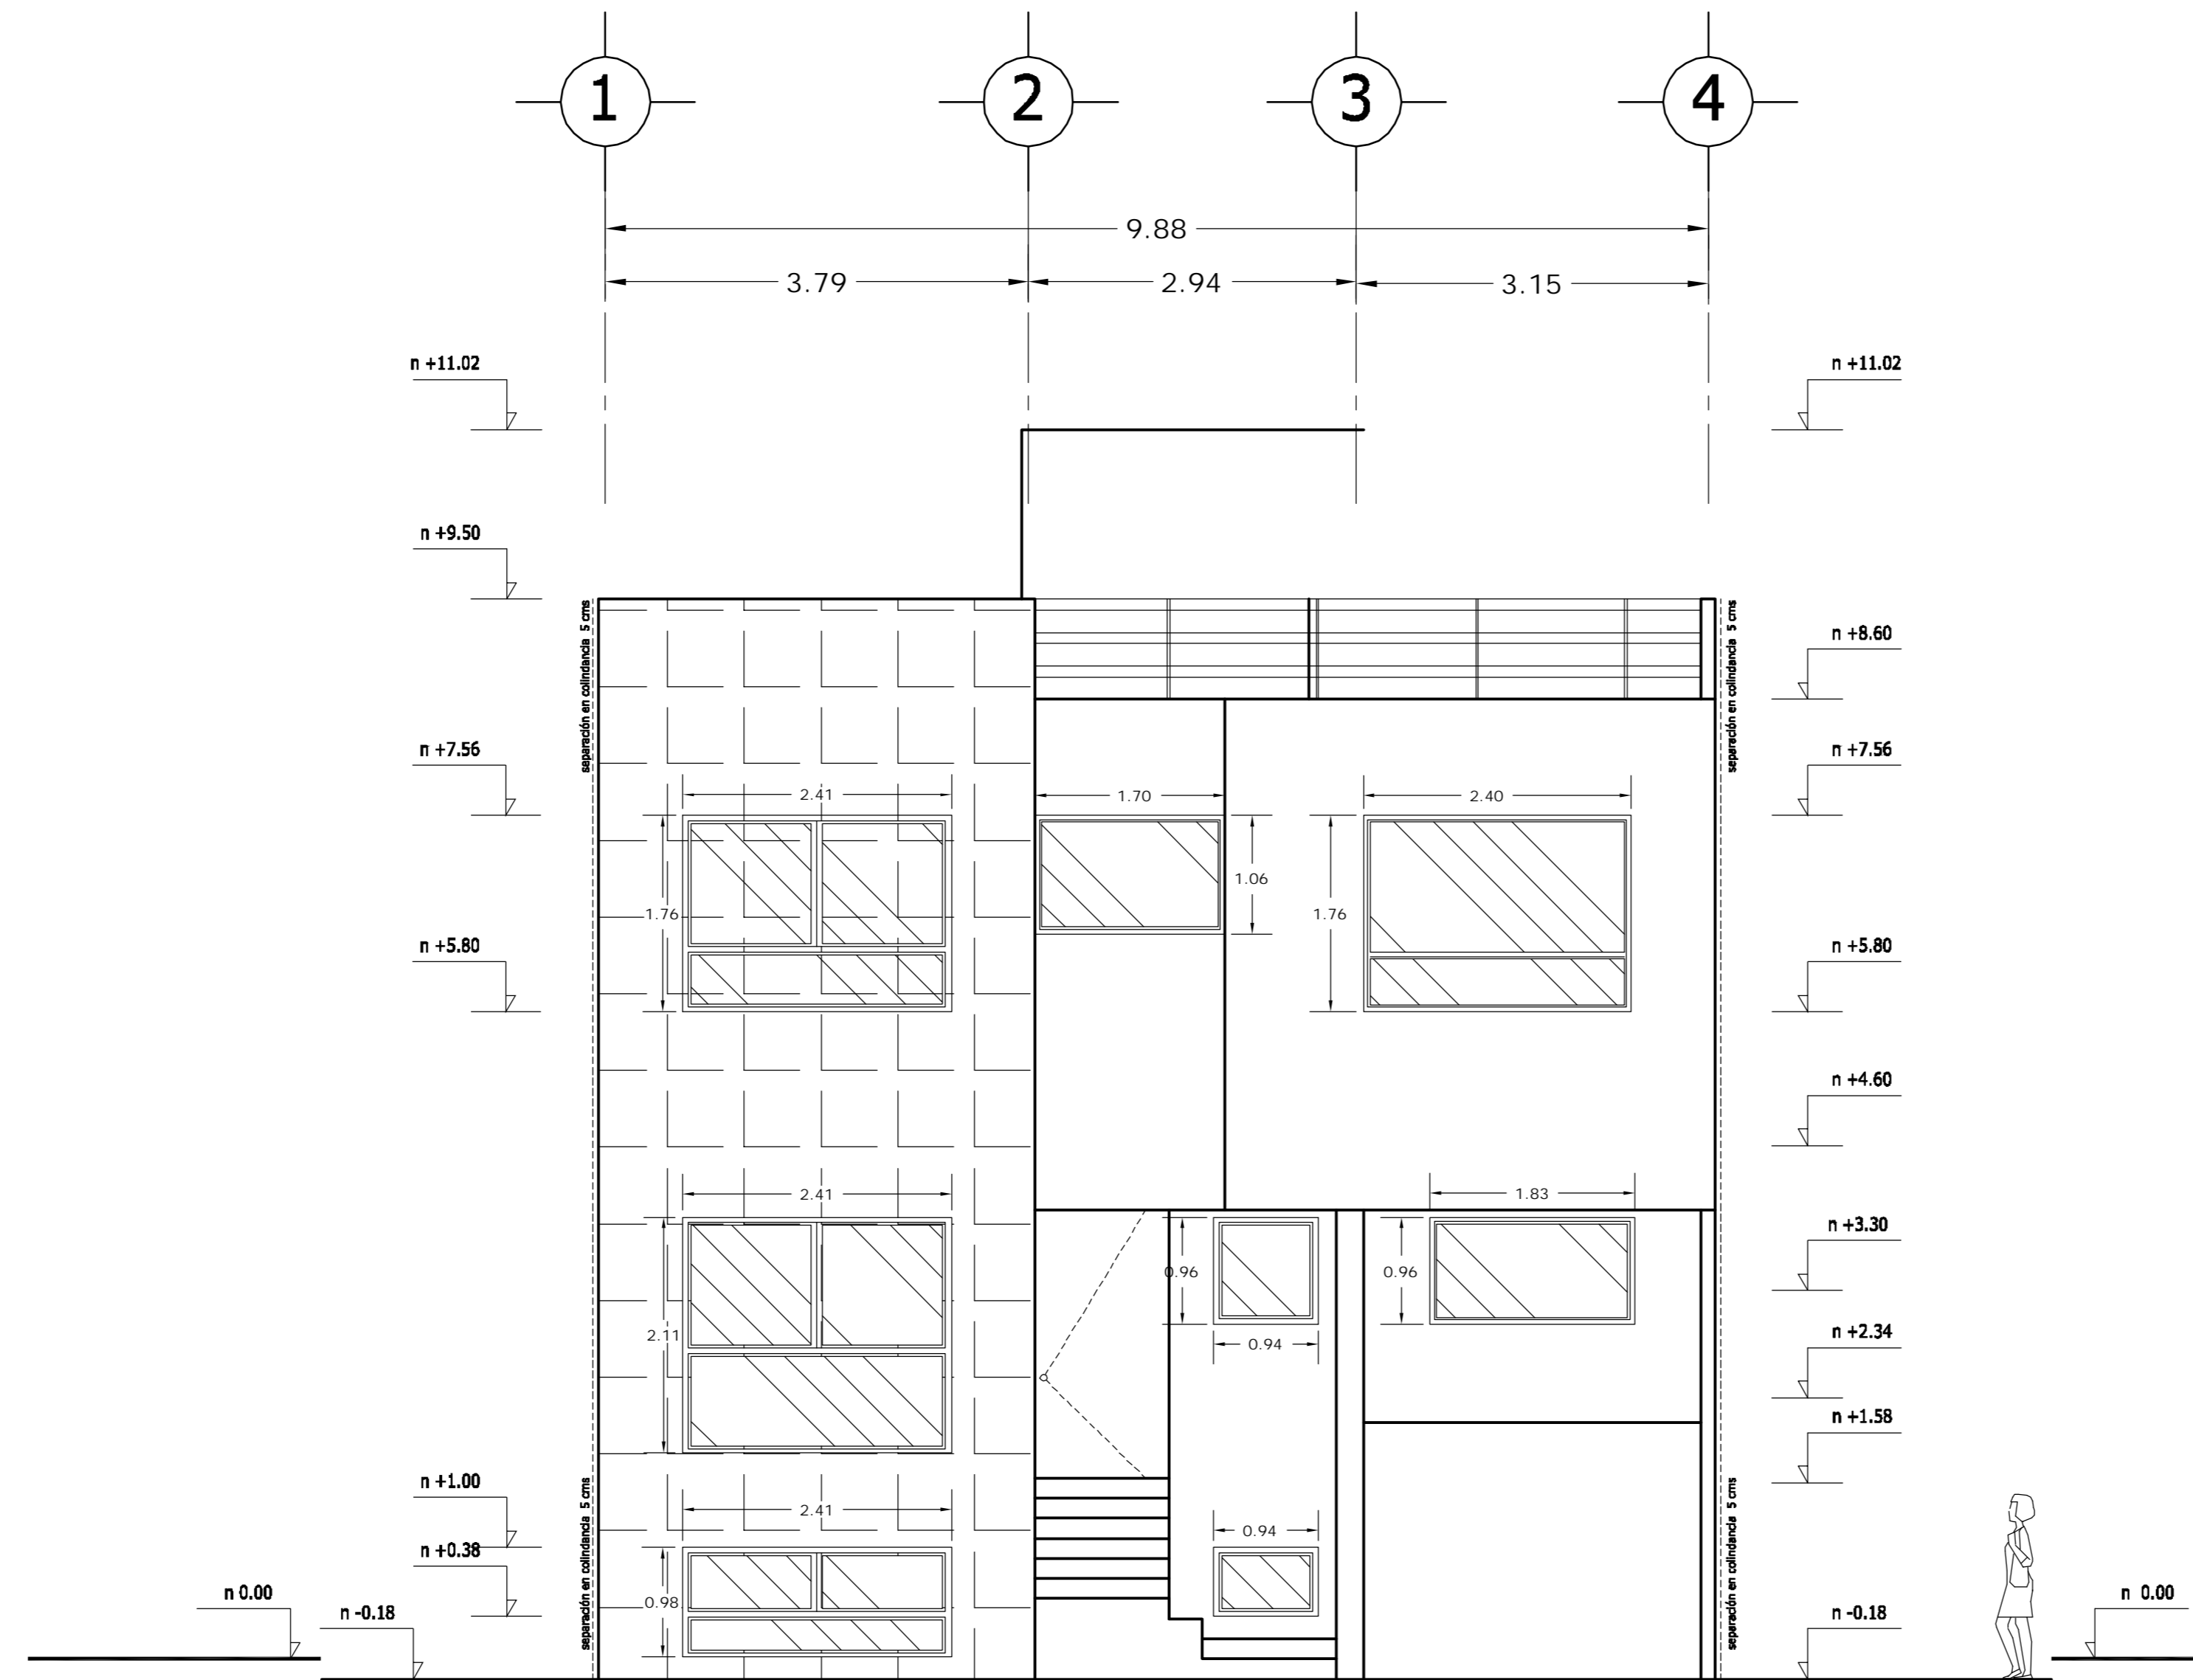 1 2 3 4
9.88
3.79 2.94 3.15
n +11.02 n +11.02
n +9.50
separación en colindancia 5 cms separación en colindancia 5 cms
n +8.60
n +7.56 n +7.56
2.41 1.70 2.40
1.06
1.76 1.76
n +5.80 n +5.80
n +4.60
2.41 1.83
n +3.30
0.96 0.96
n +2.34
2.11 0.94
n +1.58
n +1.00
separación en colindancia 5 cms separación en colindancia 5 cms
2.41 0.94
n +0.38
n 0.00 0.98 n 0.00
n -0.18 n -0.18